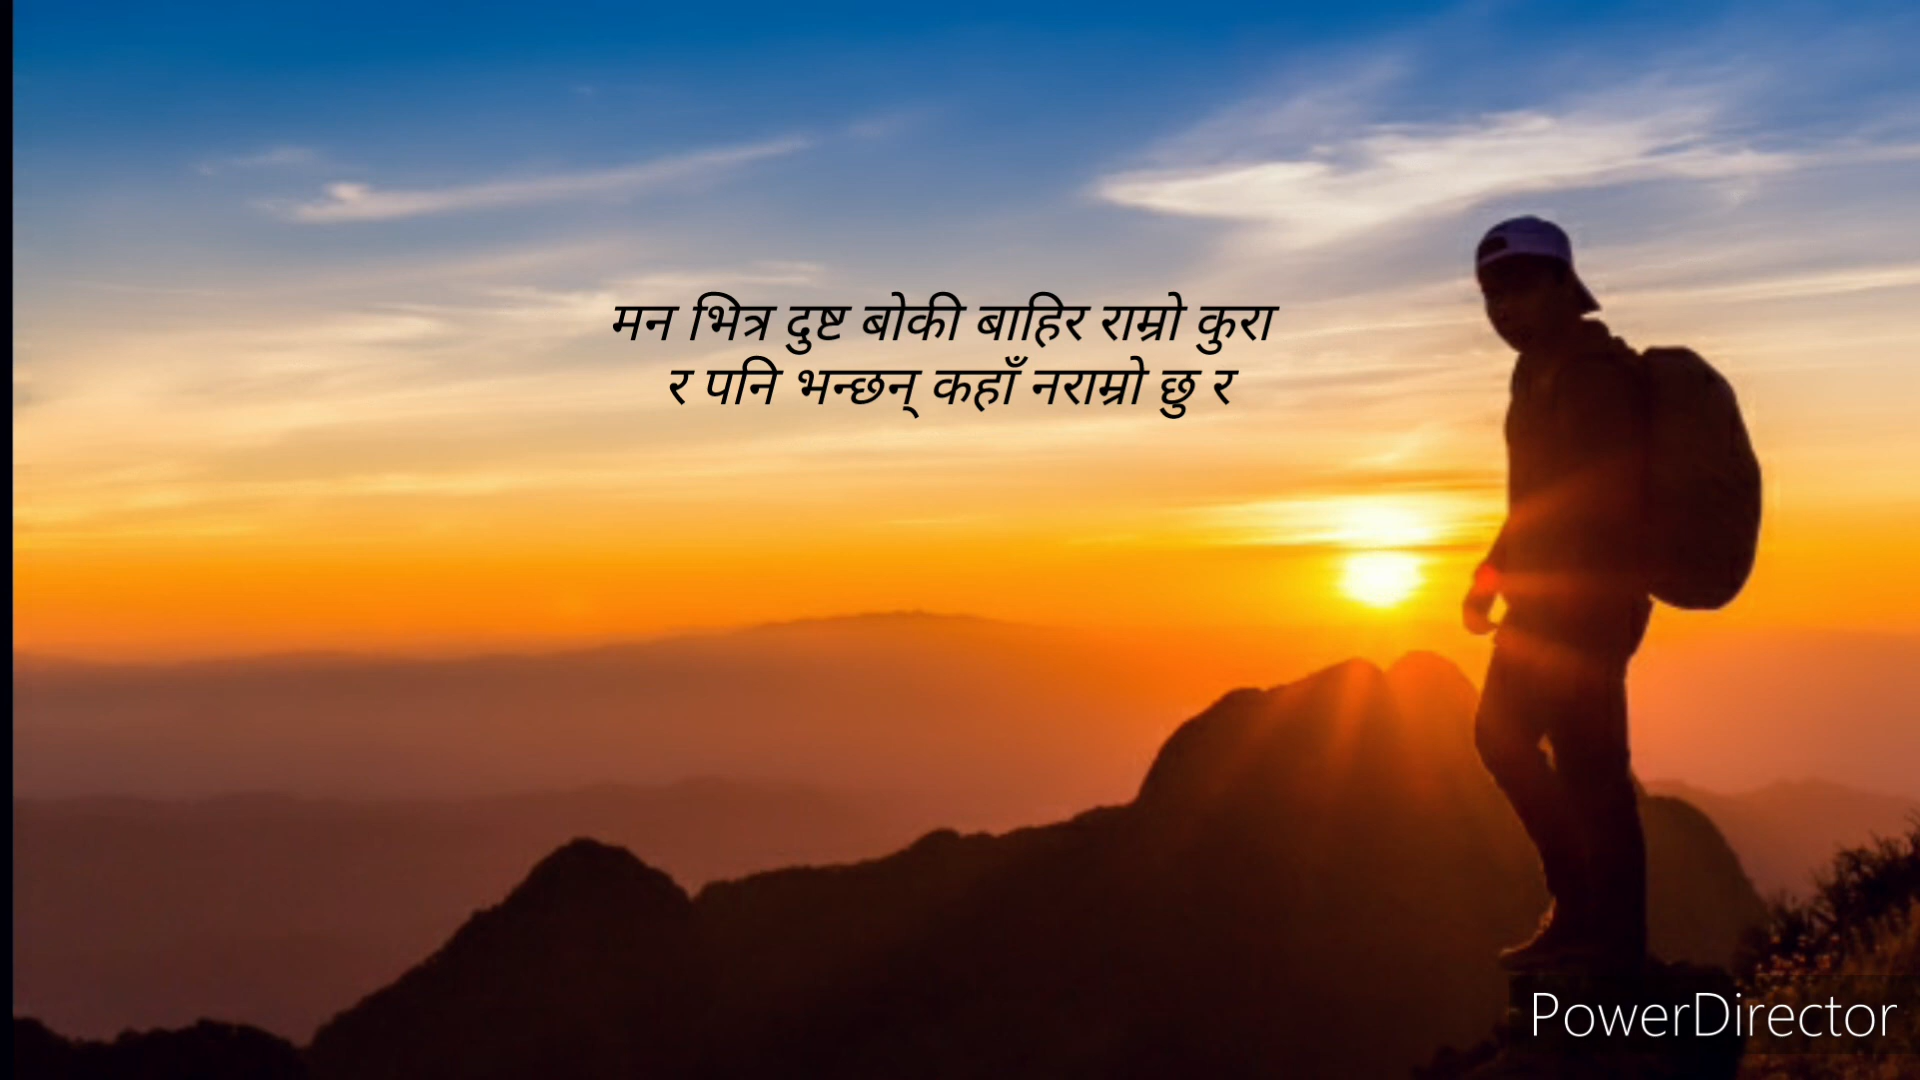 मन भित्र दुष्ट बोकी बाहिर राम्रो कुरा
र पनि भन्छन् कहाँ नराम्रो छु र
PowerDirector